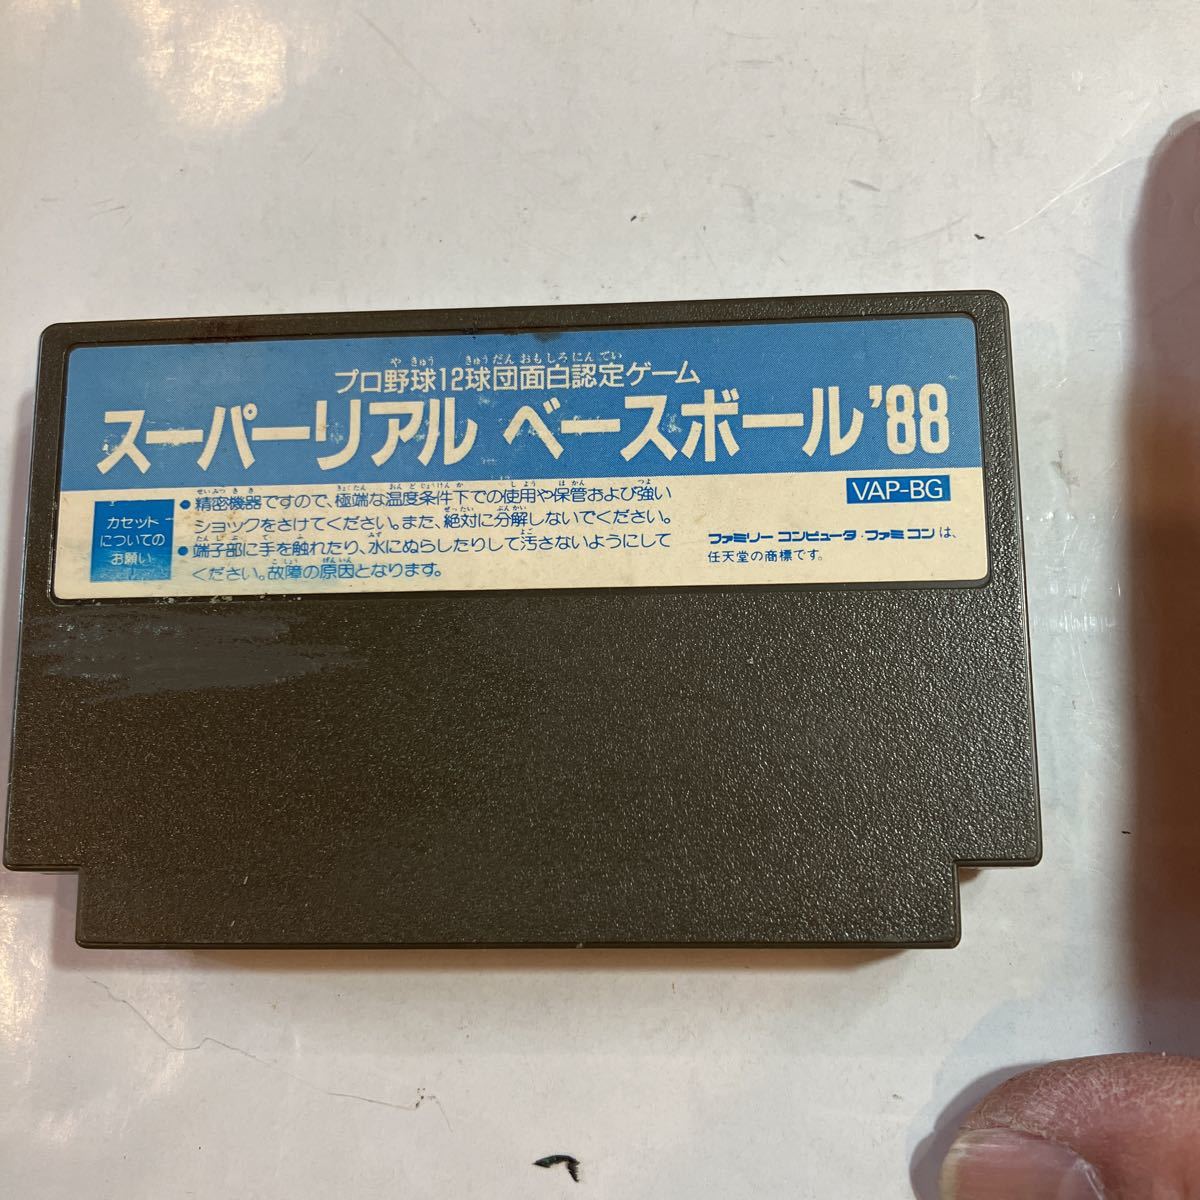 プロ野球12球団面白認定ゲーム
スーパーリアル ベースボール'88
カセット
についての
お願い
●精密機器ですので、極端な温度条件下での使用や保管および強い
ショックをさけてください。また、絶対に分解しないでください。
●端子部に手を触れたり、水にぬらしたりして汚さないようにして
ください。故障の原因となります。
VAP-BG
ファミリーコンピュータ・ファミコンは、
任天堂の商標です。